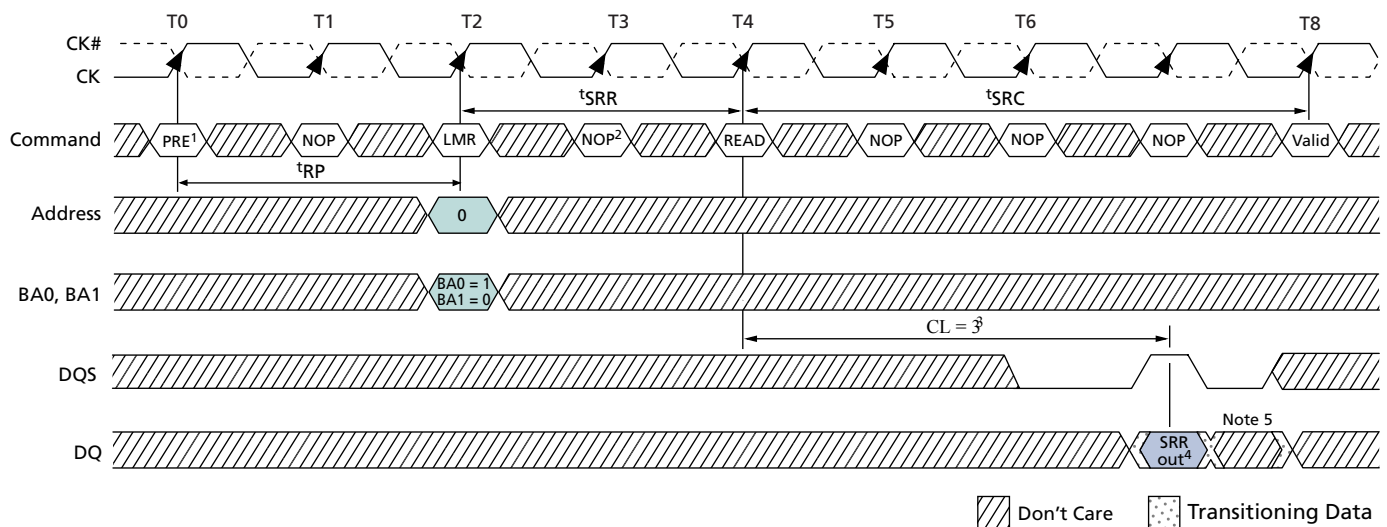 T0 T1 T2 T3 T4 T5 T6 T8
CK#
CK
tSRR tSRC
Command PRE1 NOP LMR NOP2 READ NOP NOP NOP Valid
tRP
Address 0
BA0, BA1 BA0 = 1
BA1 = 0
CL = 33
DQS
Note 5
DQ SRR
out4
Don't Care Transitioning Data